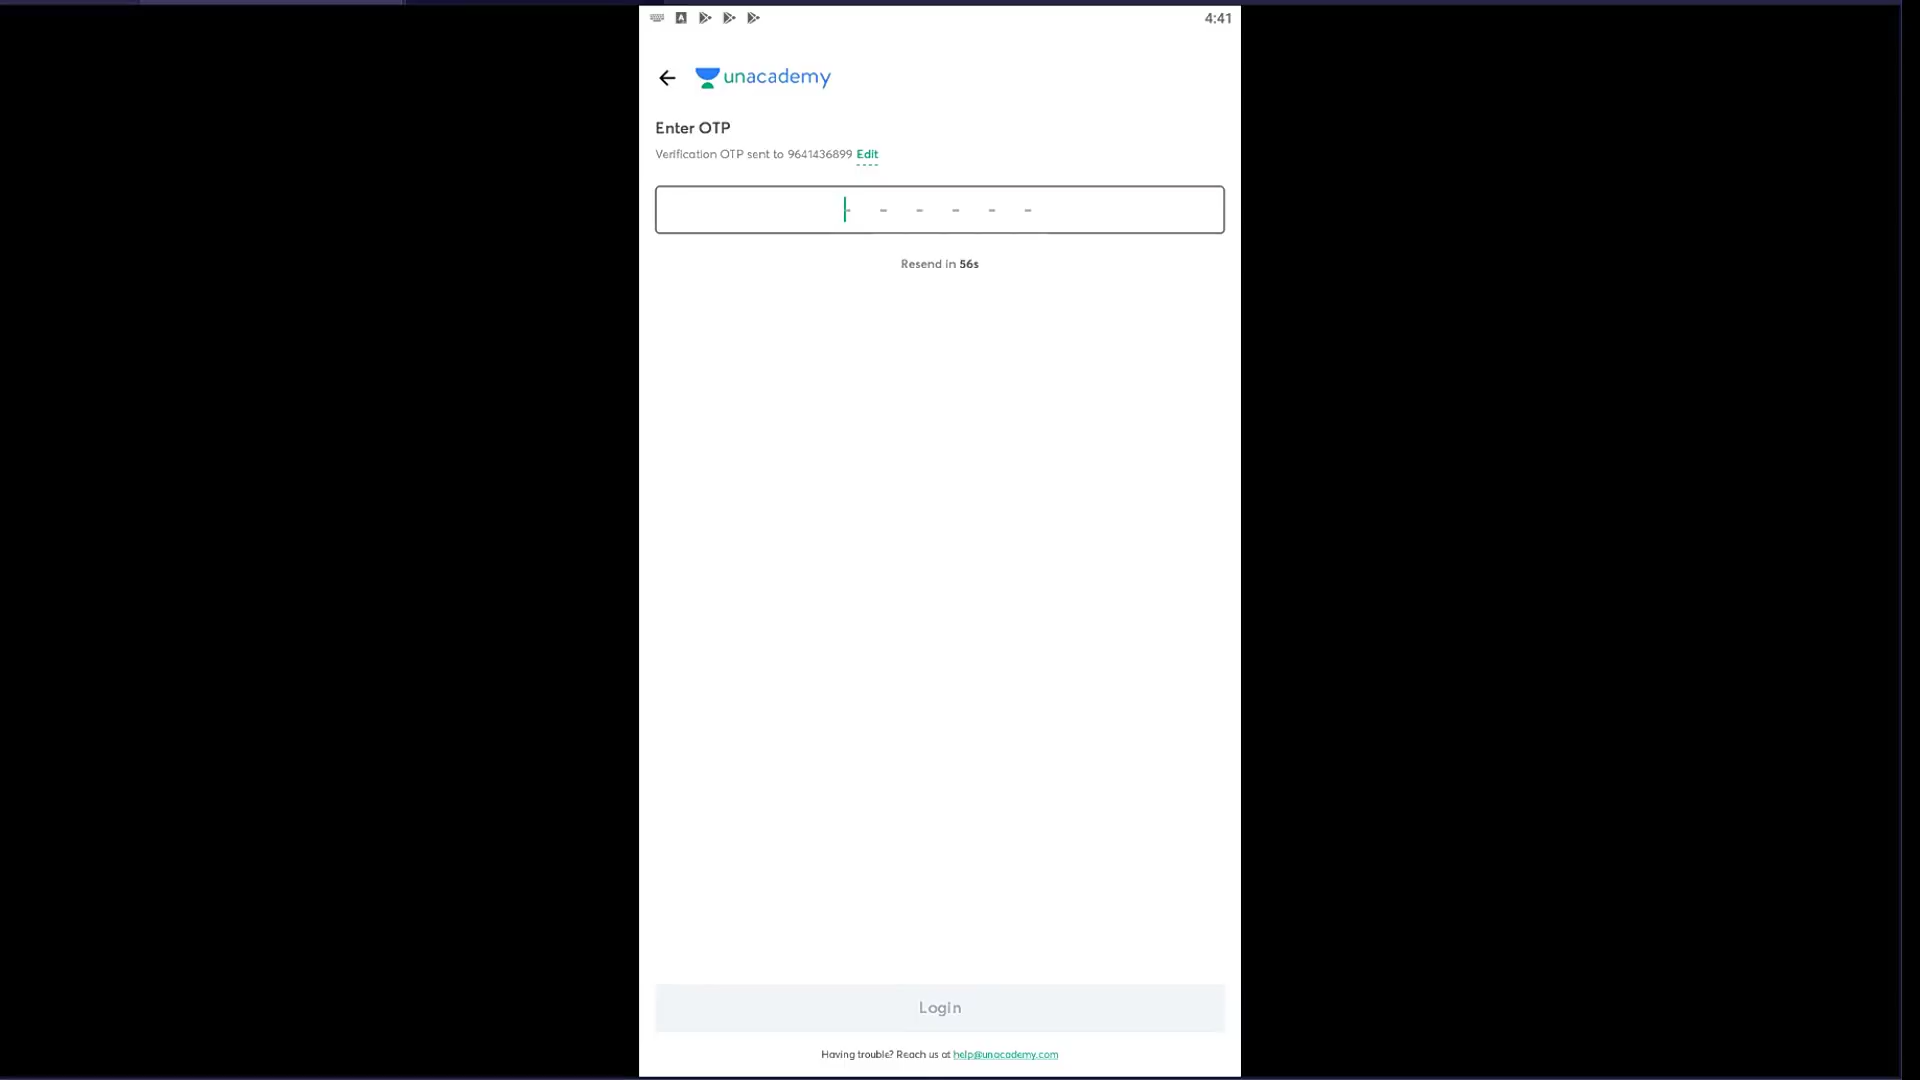 4:41
unacademy
Enter OTP
Verification OTP sent to 9641436899 Edit
- - - - - -
Resend in 56s
Login
Having trouble? Reach us at help@unacademy.com